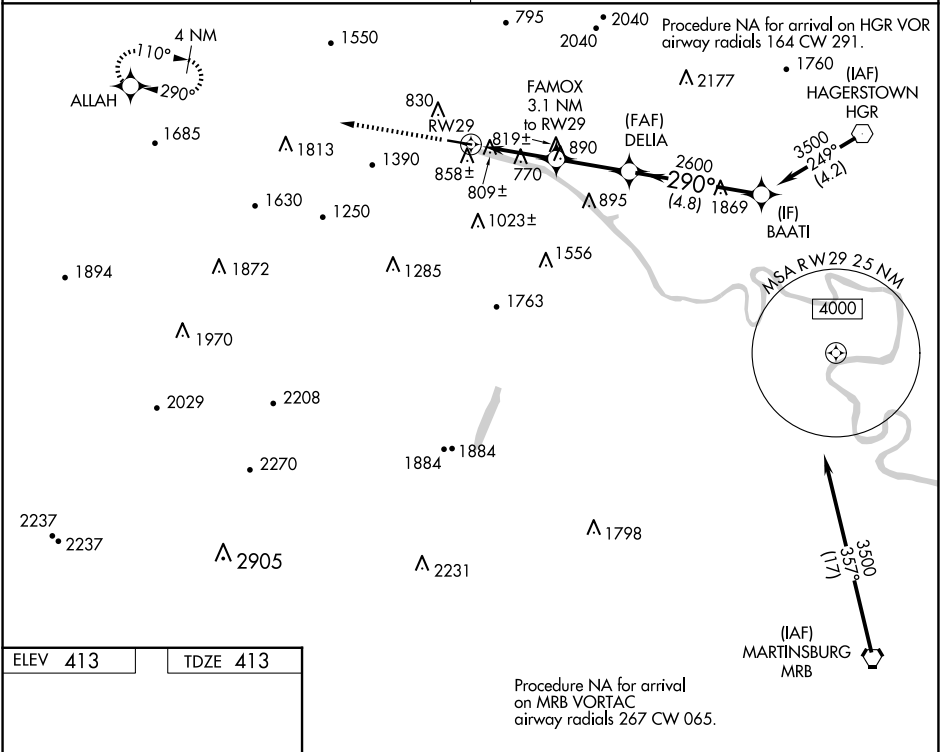 795
2040
2040
Procedure NA for arrival on HGR VOR
airway radials 164 CW 291.
4 NM
110°
290°
ALLAH
1550
1760
2177
(IAF)
HAGERSTOWN
HGR
FAMOX
3.1 NM
to RW29
830
RW29
819±
890
(FAF)
DELIA
3500
249°
(4.2)
1685
1813
1390
858±
809±
770
2600
290°
(4.8)
1869
(IF)
BAATI
895
1630
1250
1023±
1894
1872
1285
1556
1763
MSA RW29 25 NM
4000
1970
2029
2208
1884
1884
2270
2237
2237
2905
2231
1798
3500
357°
(17)
(IAF)
MARTINSBURG
MRB
ELEV 413
TDZE 413
Procedure NA for arrival
on MRB VORTAC
airway radials 267 CW 065.